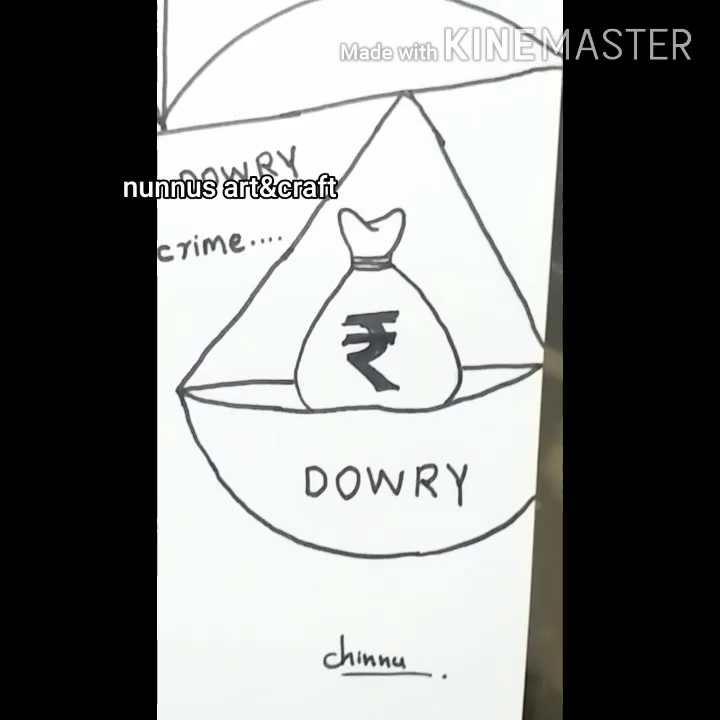 Made with KINEMASTER
DOWRY
nunnus art&craft
crime....
₹
DOWRY
chinnu.